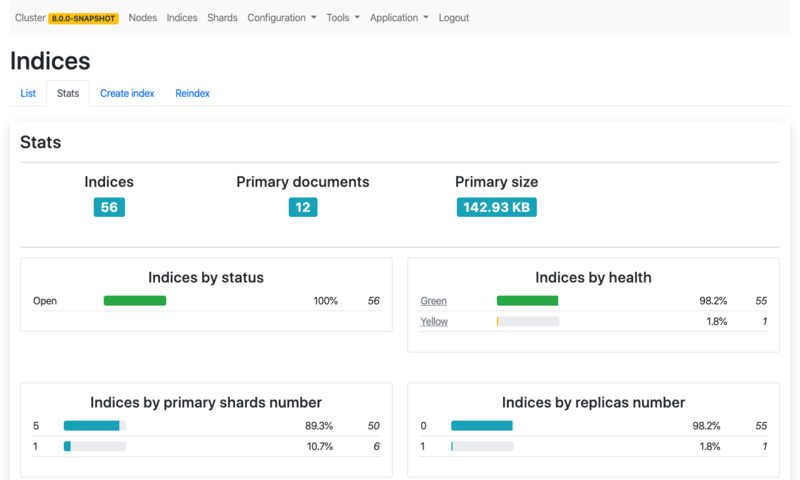 Cluster 8.0.0-SNAPSHOT Nodes Indices Shards Configuration Tools Application Logout
Indices
List Stats Create index Reindex
Stats
Indices Primary documents Primary size
56 12 142.93 KB
Indices by status
Open 100% 56
Indices by health
Green 98.2% 55
Yellow 1.8% 1
Indices by primary shards number
5 89.3% 50
1 10.7% 6
Indices by replicas number
0 98.2% 55
1 1.8% 1